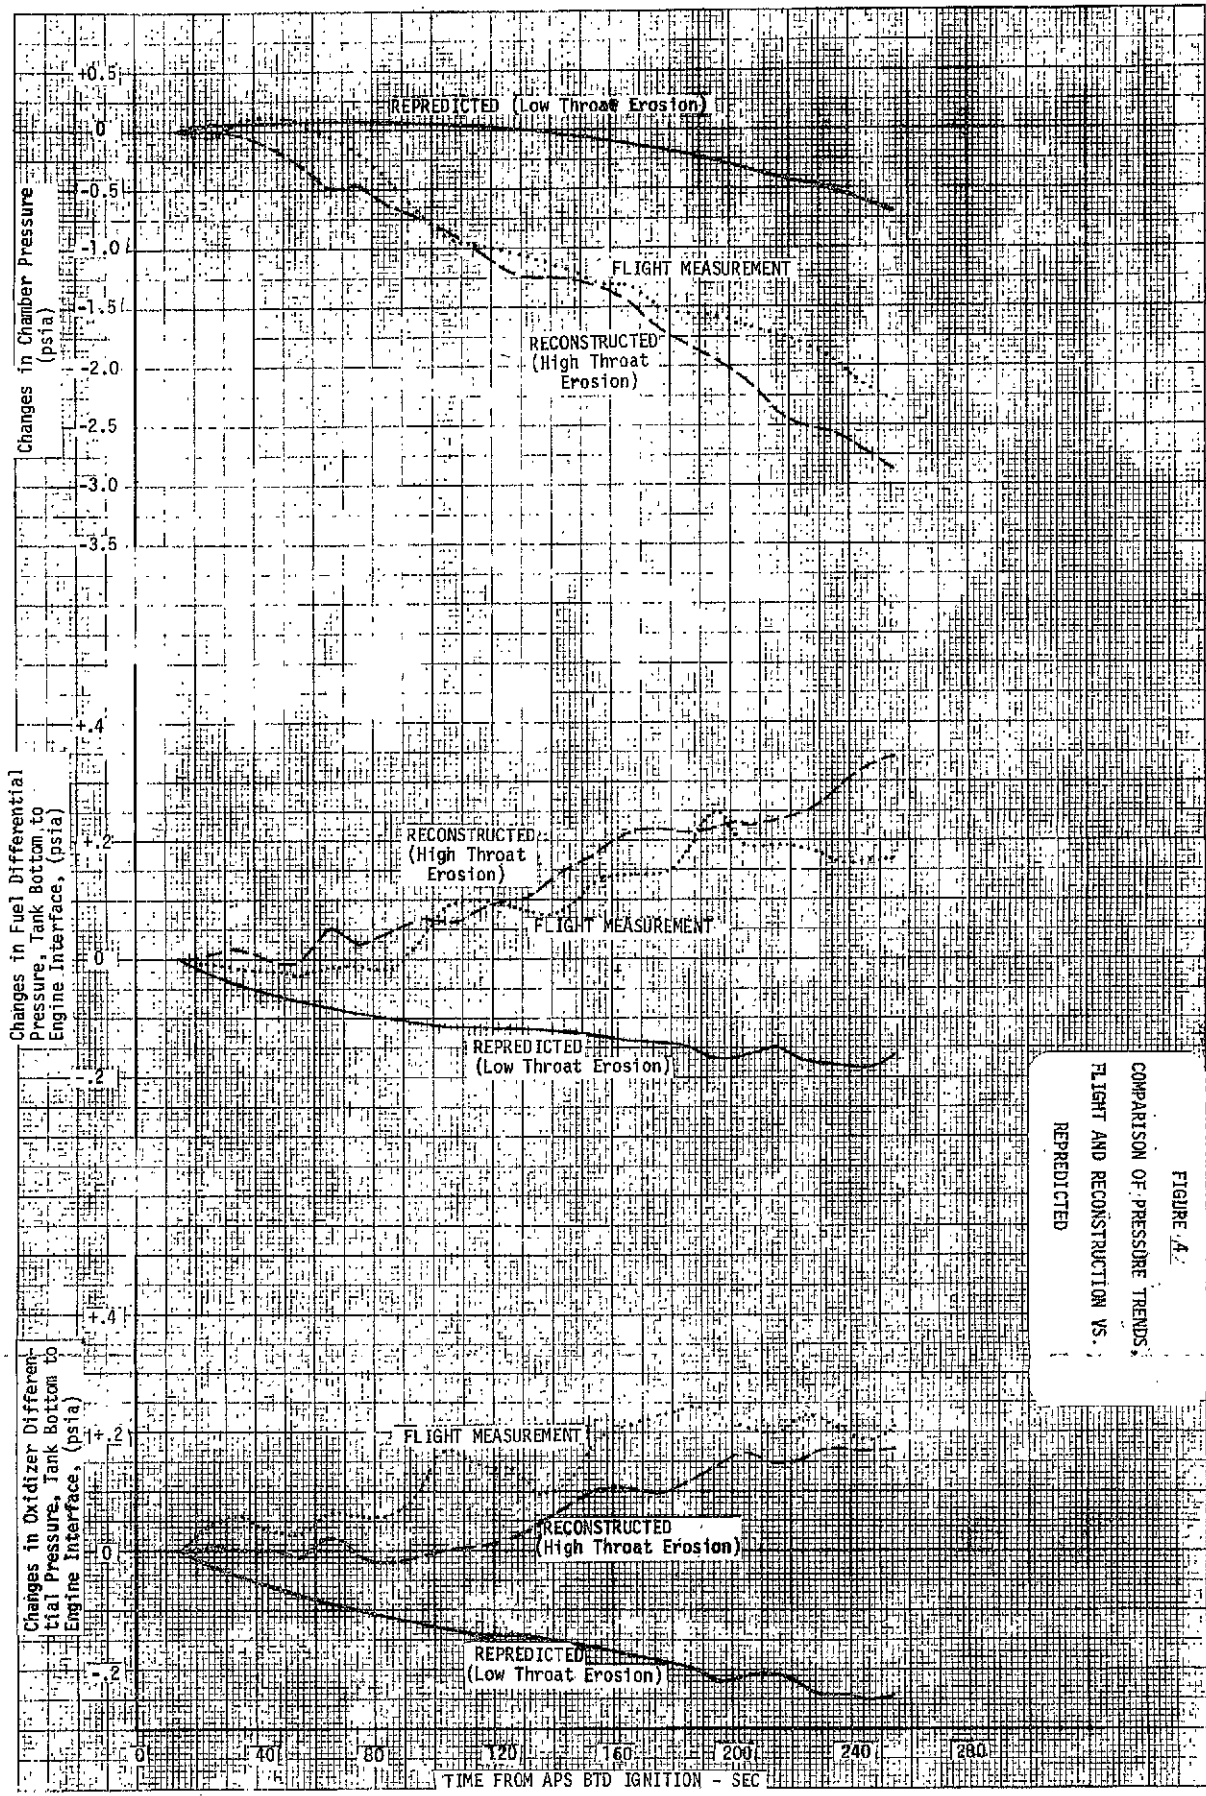 +0.5
REPREDICTED (Low Throat Erosion)
0
-0.5
-1.0
FLIGHT MEASUREMENT
-1.5
RECONSTRUCTED
(High Throat
Erosion)
-2.0
-2.5
-3.0
-3.5
Changes in Chamber Pressure
(psia)
+.4
RECONSTRUCTED
(High Throat
Erosion)
+.2
FLIGHT MEASUREMENT
0
REPREDICTED
(Low Throat Erosion)
-.2
Changes in Fuel Differential
Pressure, Tank Bottom to
Engine Interface, (psia)
FIGURE 4
COMPARISON OF PRESSURE TRENDS,
FLIGHT AND RECONSTRUCTION VS.
REPREDICTED
+.4
+.2
FLIGHT MEASUREMENT
RECONSTRUCTED
(High Throat Erosion)
0
REPREDICTED
(Low Throat Erosion)
-.2
Changes in Oxidizer Differen-
tial Pressure, Tank Bottom to
Engine Interface, (psia)
0 40 80 120 160 200 240 280
TIME FROM APS BTD IGNITION - SEC